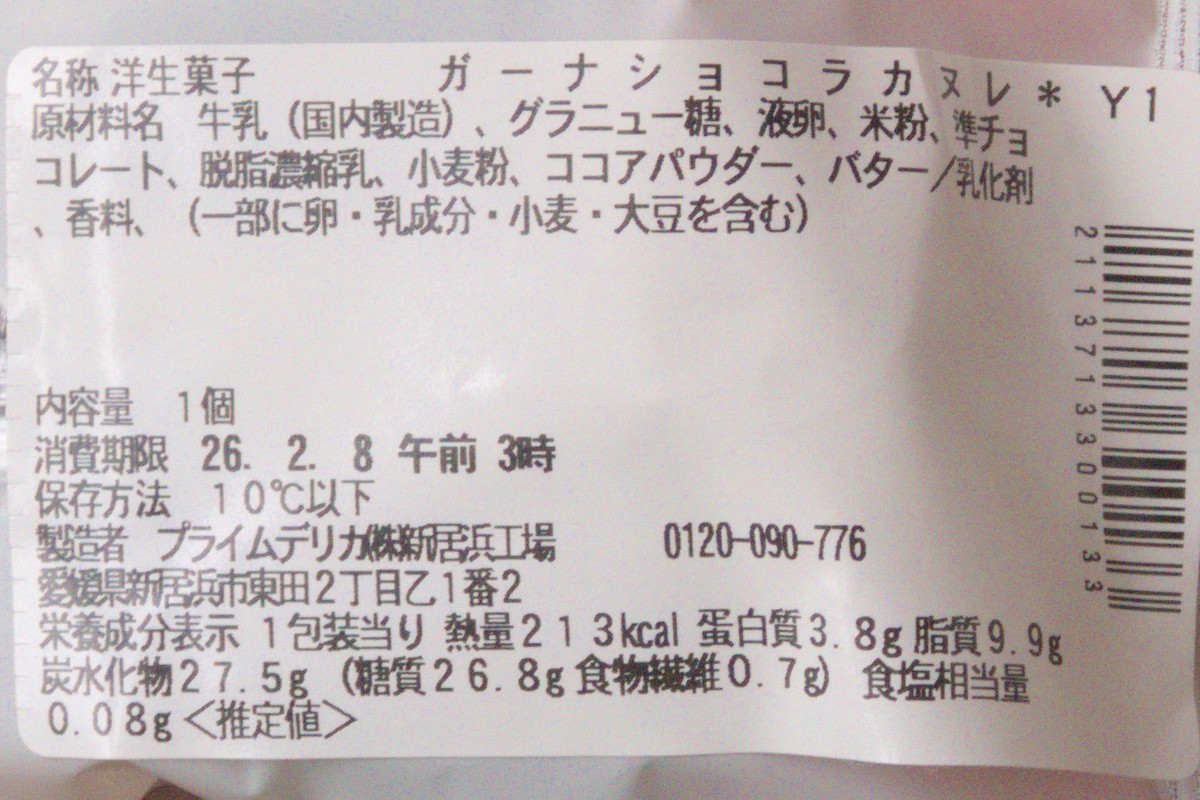 名称 洋生菓子 ガーナショコラカヌレ* Y1
原材料名 牛乳(国内製造)、グラニュー糖、液卵、米粉、準チョ
コレート、脱脂濃縮乳、小麦粉、ココアパウダー、バター/乳化剤
、香料、(一部に卵・乳成分・小麦・大豆を含む)
内容量 1個
消費期限 26. 2. 8 午前 3時
保存方法 10℃以下
製造者 プライムデリカ(株)新居浜工場 0120-090-776
愛媛県新居浜市東田2丁目乙1番2
栄養成分表示 1包装当り 熱量213kcal 蛋白質3.8g 脂質9.9g
炭水化物27.5g (糖質26.8g 食物繊維0.7g) 食塩相当量
0.08g<推定値>
2113713300133